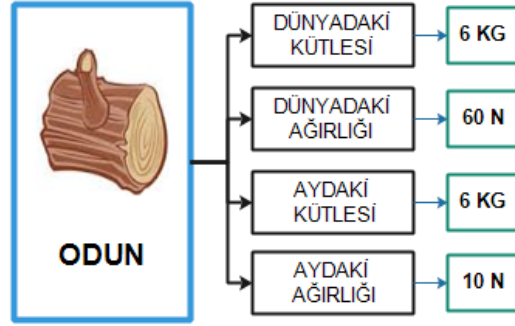 DÜNYADAKİ
KÜTLESİ
6 KG
DÜNYADAKİ
AĞIRLIĞI
60 N
AYDAKİ
KÜTLESİ
6 KG
AYDAKİ
AĞIRLIĞI
10 N
ODUN